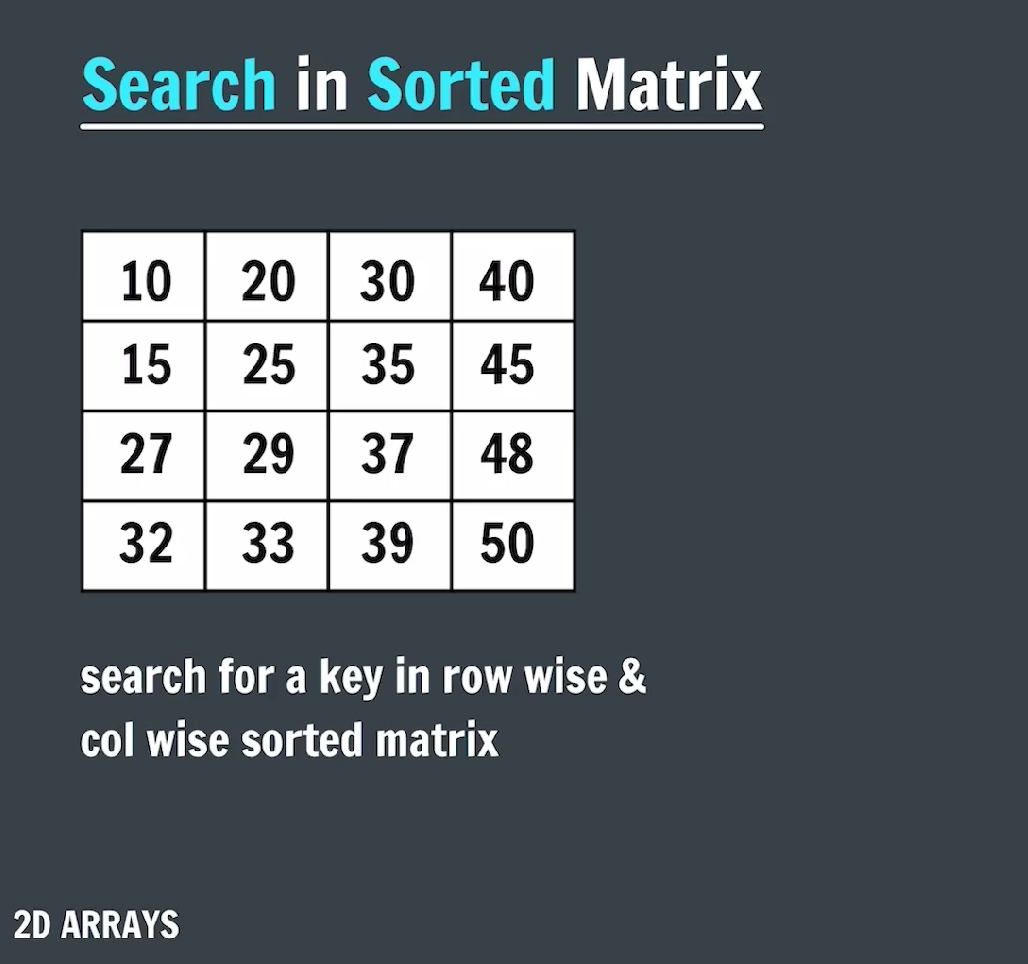 Search in Sorted Matrix
10 20 30 40
15 25 35 45
27 29 37 48
32 33 39 50
search for a key in row wise &
col wise sorted matrix
2D ARRAYS